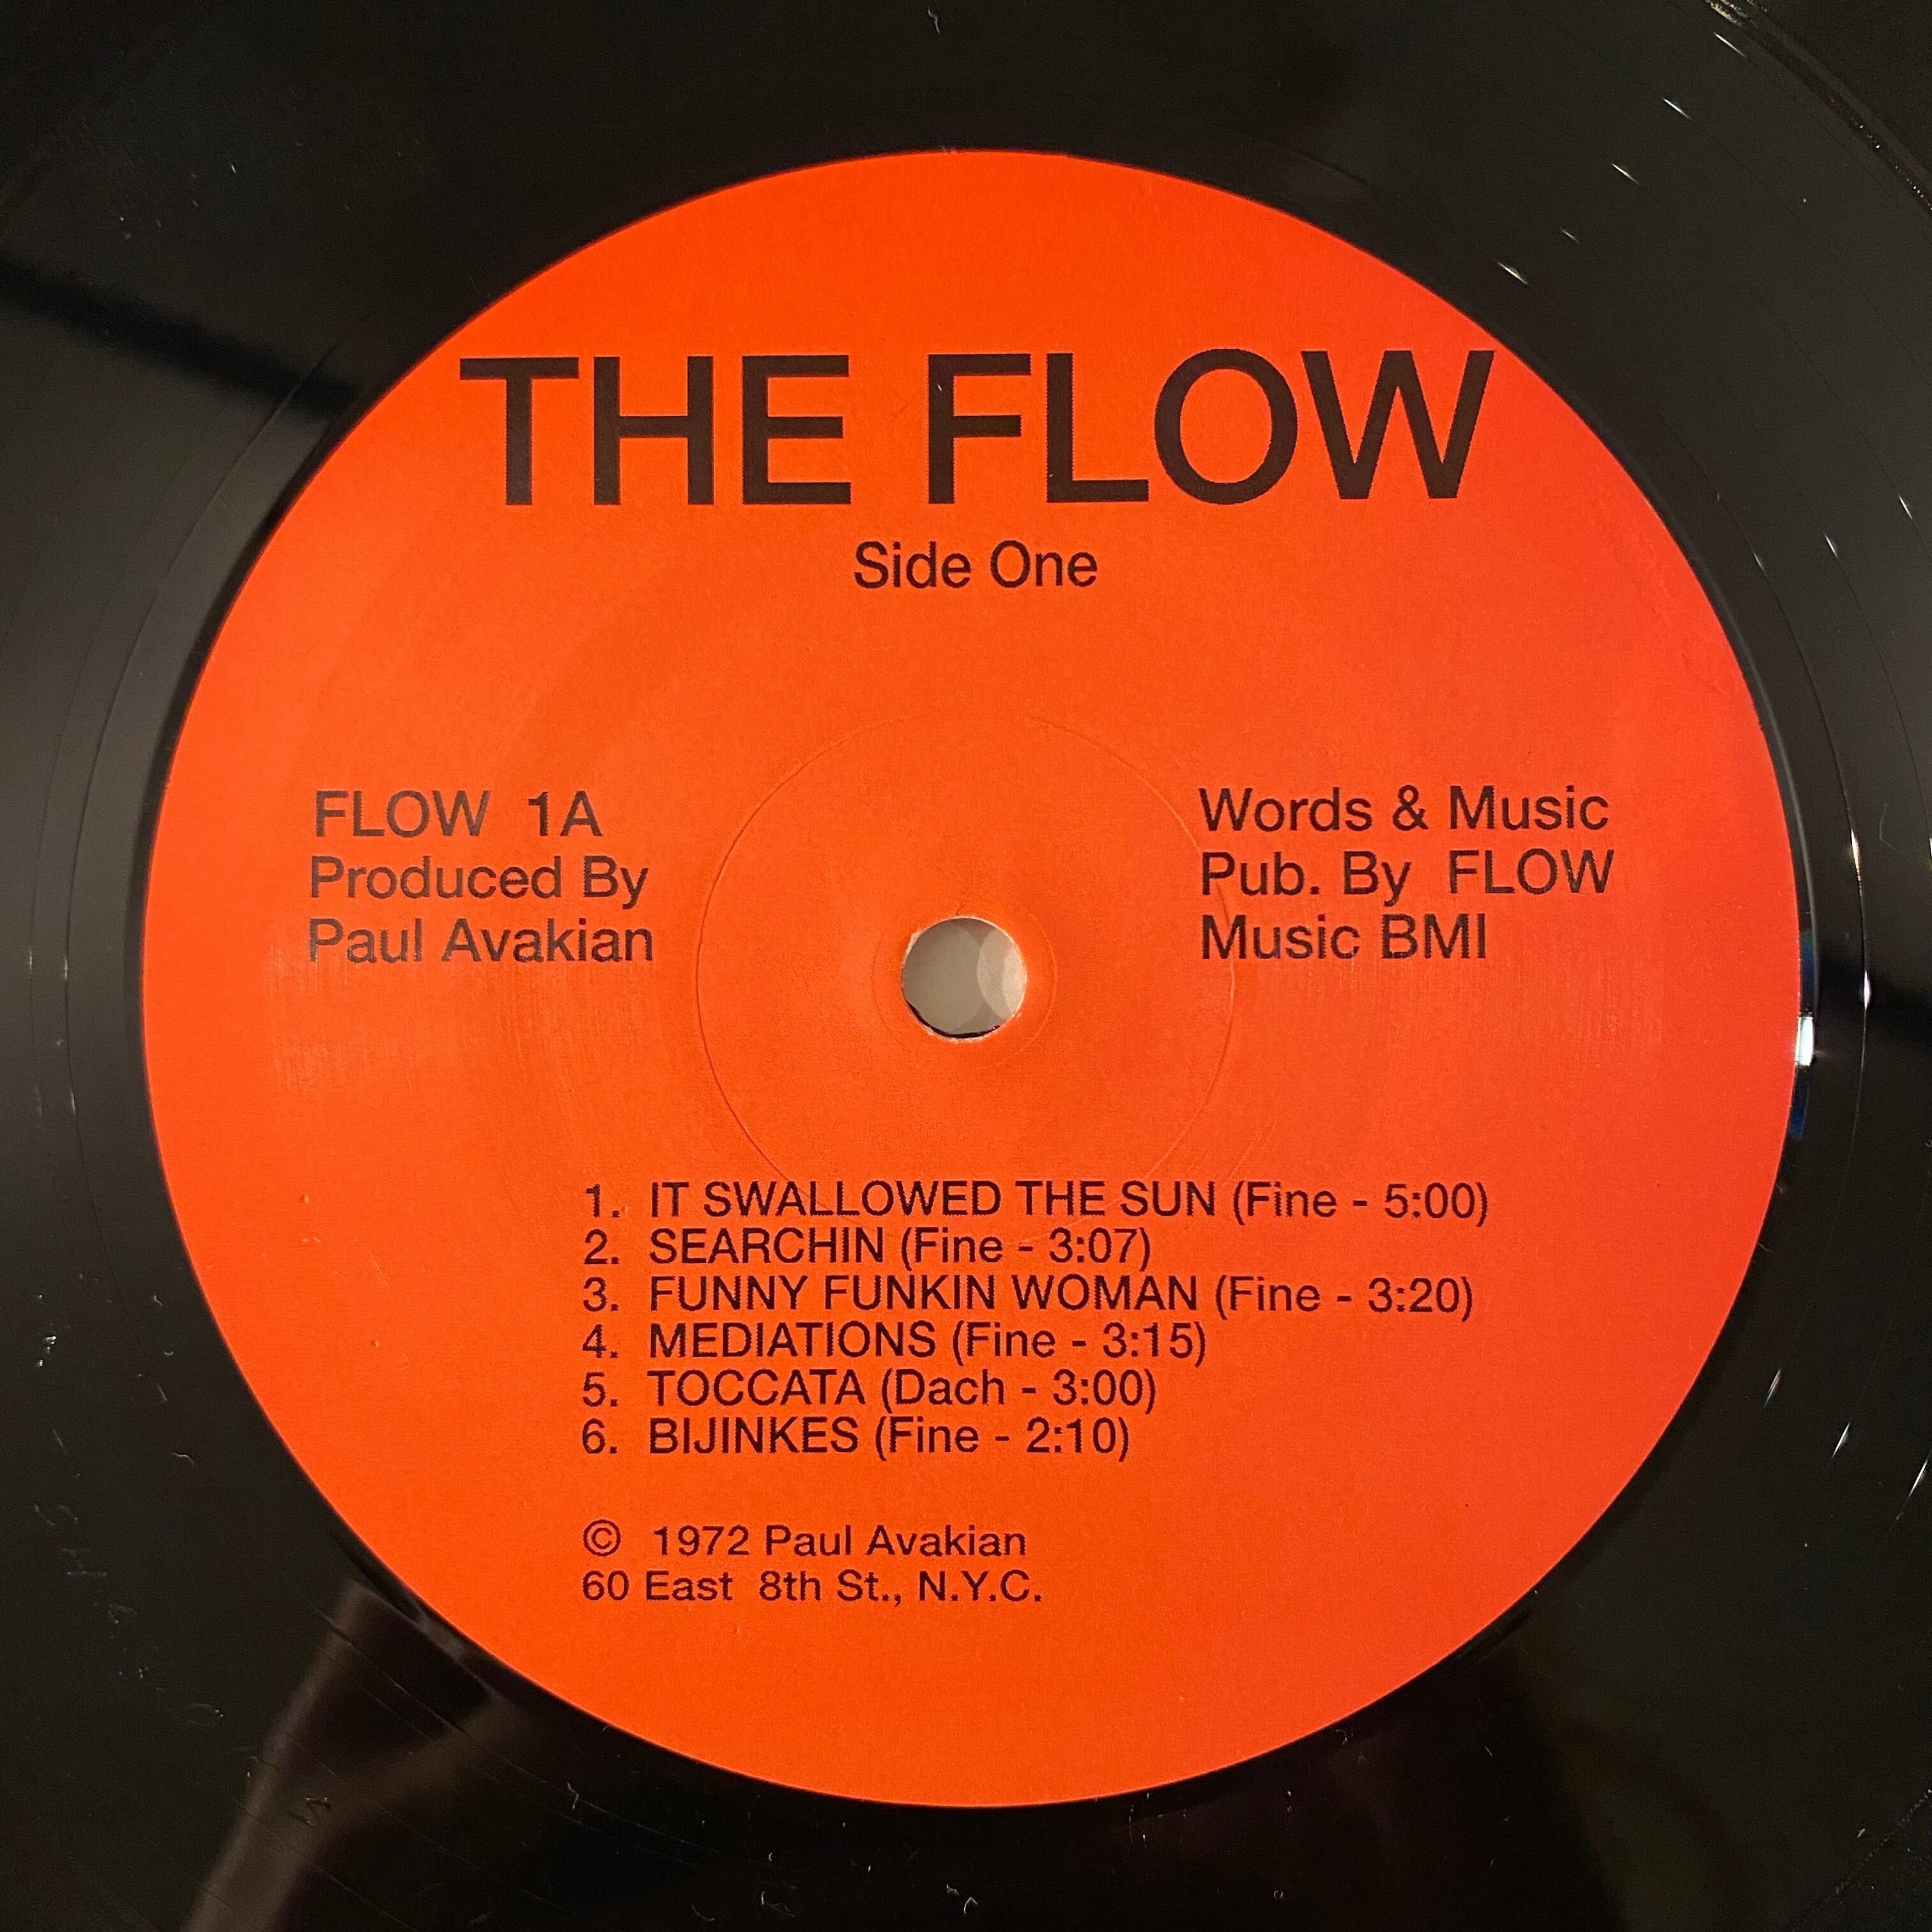 THE FLOW
Side One
FLOW 1A
Produced By
Paul Avakian
Words & Music
Pub. By FLOW
Music BMI
1. IT SWALLOWED THE SUN (Fine - 5:00)
2. SEARCHIN (Fine - 3:07)
3. FUNNY FUNKIN WOMAN (Fine - 3:20)
4. MEDIATIONS (Fine - 3:15)
5. TOCCATA (Dach - 3:00)
6. BIJINKES (Fine - 2:10)
© 1972 Paul Avakian
60 East 8th St., N.Y.C.